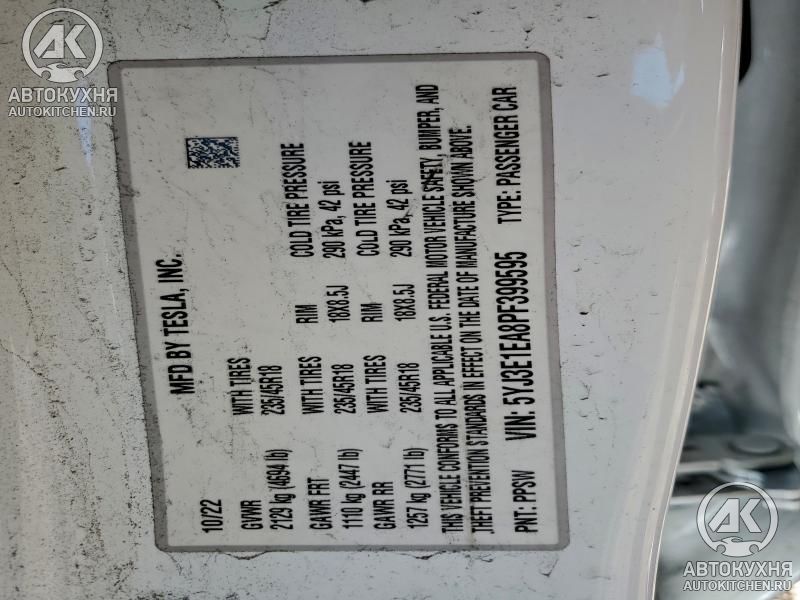 AK
АВТОКУХНЯ
AUTOKITCHEN.RU
MFD BY TESLA, INC.
10/22
GVWR WITH TIRES RIM COLD TIRE PRESSURE
2129 kg (4694 lb) 235/45R18 18X8.5J 290 kPa, 42 psi
GAWR FRT WITH TIRES RIM COLD TIRE PRESSURE
1110 kg (2447 lb) 235/45R18 18X8.5J 290 kPa, 42 psi
GAWR RR WITH TIRES
1257 kg (2771 lb) 235/45R18
THIS VEHICLE CONFORMS TO ALL APPLICABLE U.S. FEDERAL MOTOR VEHICLE SAFETY, BUMPER, AND
THEFT PREVENTION STANDARDS IN EFFECT ON THE DATE OF MANUFACTURE SHOWN ABOVE.
PNT: PPSW VIN: 5YJ3E1EA8PF399595 TYPE: PASSENGER CAR
AK
АВТОКУХНЯ
AUTOKITCHEN.RU